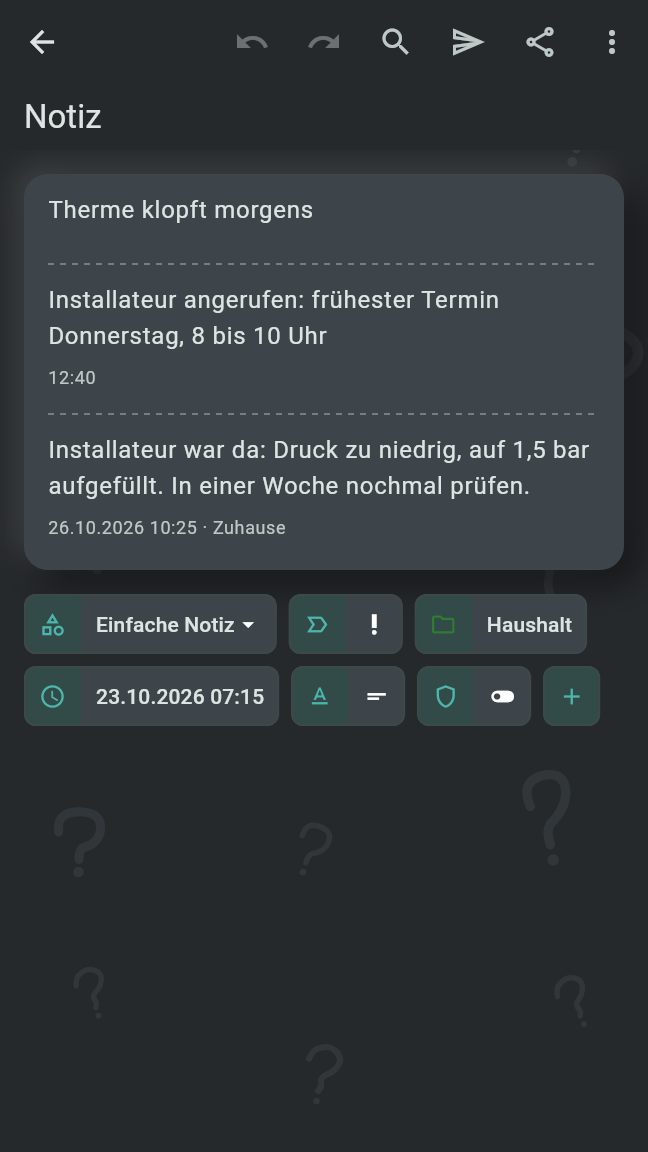 Notiz
Therme klopft morgens
Installateur angerufen: frühester Termin
Donnerstag, 8 bis 10 Uhr
12:40
Installateur war da: Druck zu niedrig, auf 1,5 bar
aufgefüllt. In einer Woche nochmal prüfen.
26.10.2026 10:25 · Zuhause
Einfache Notiz
Haushalt
23.10.2026 07:15